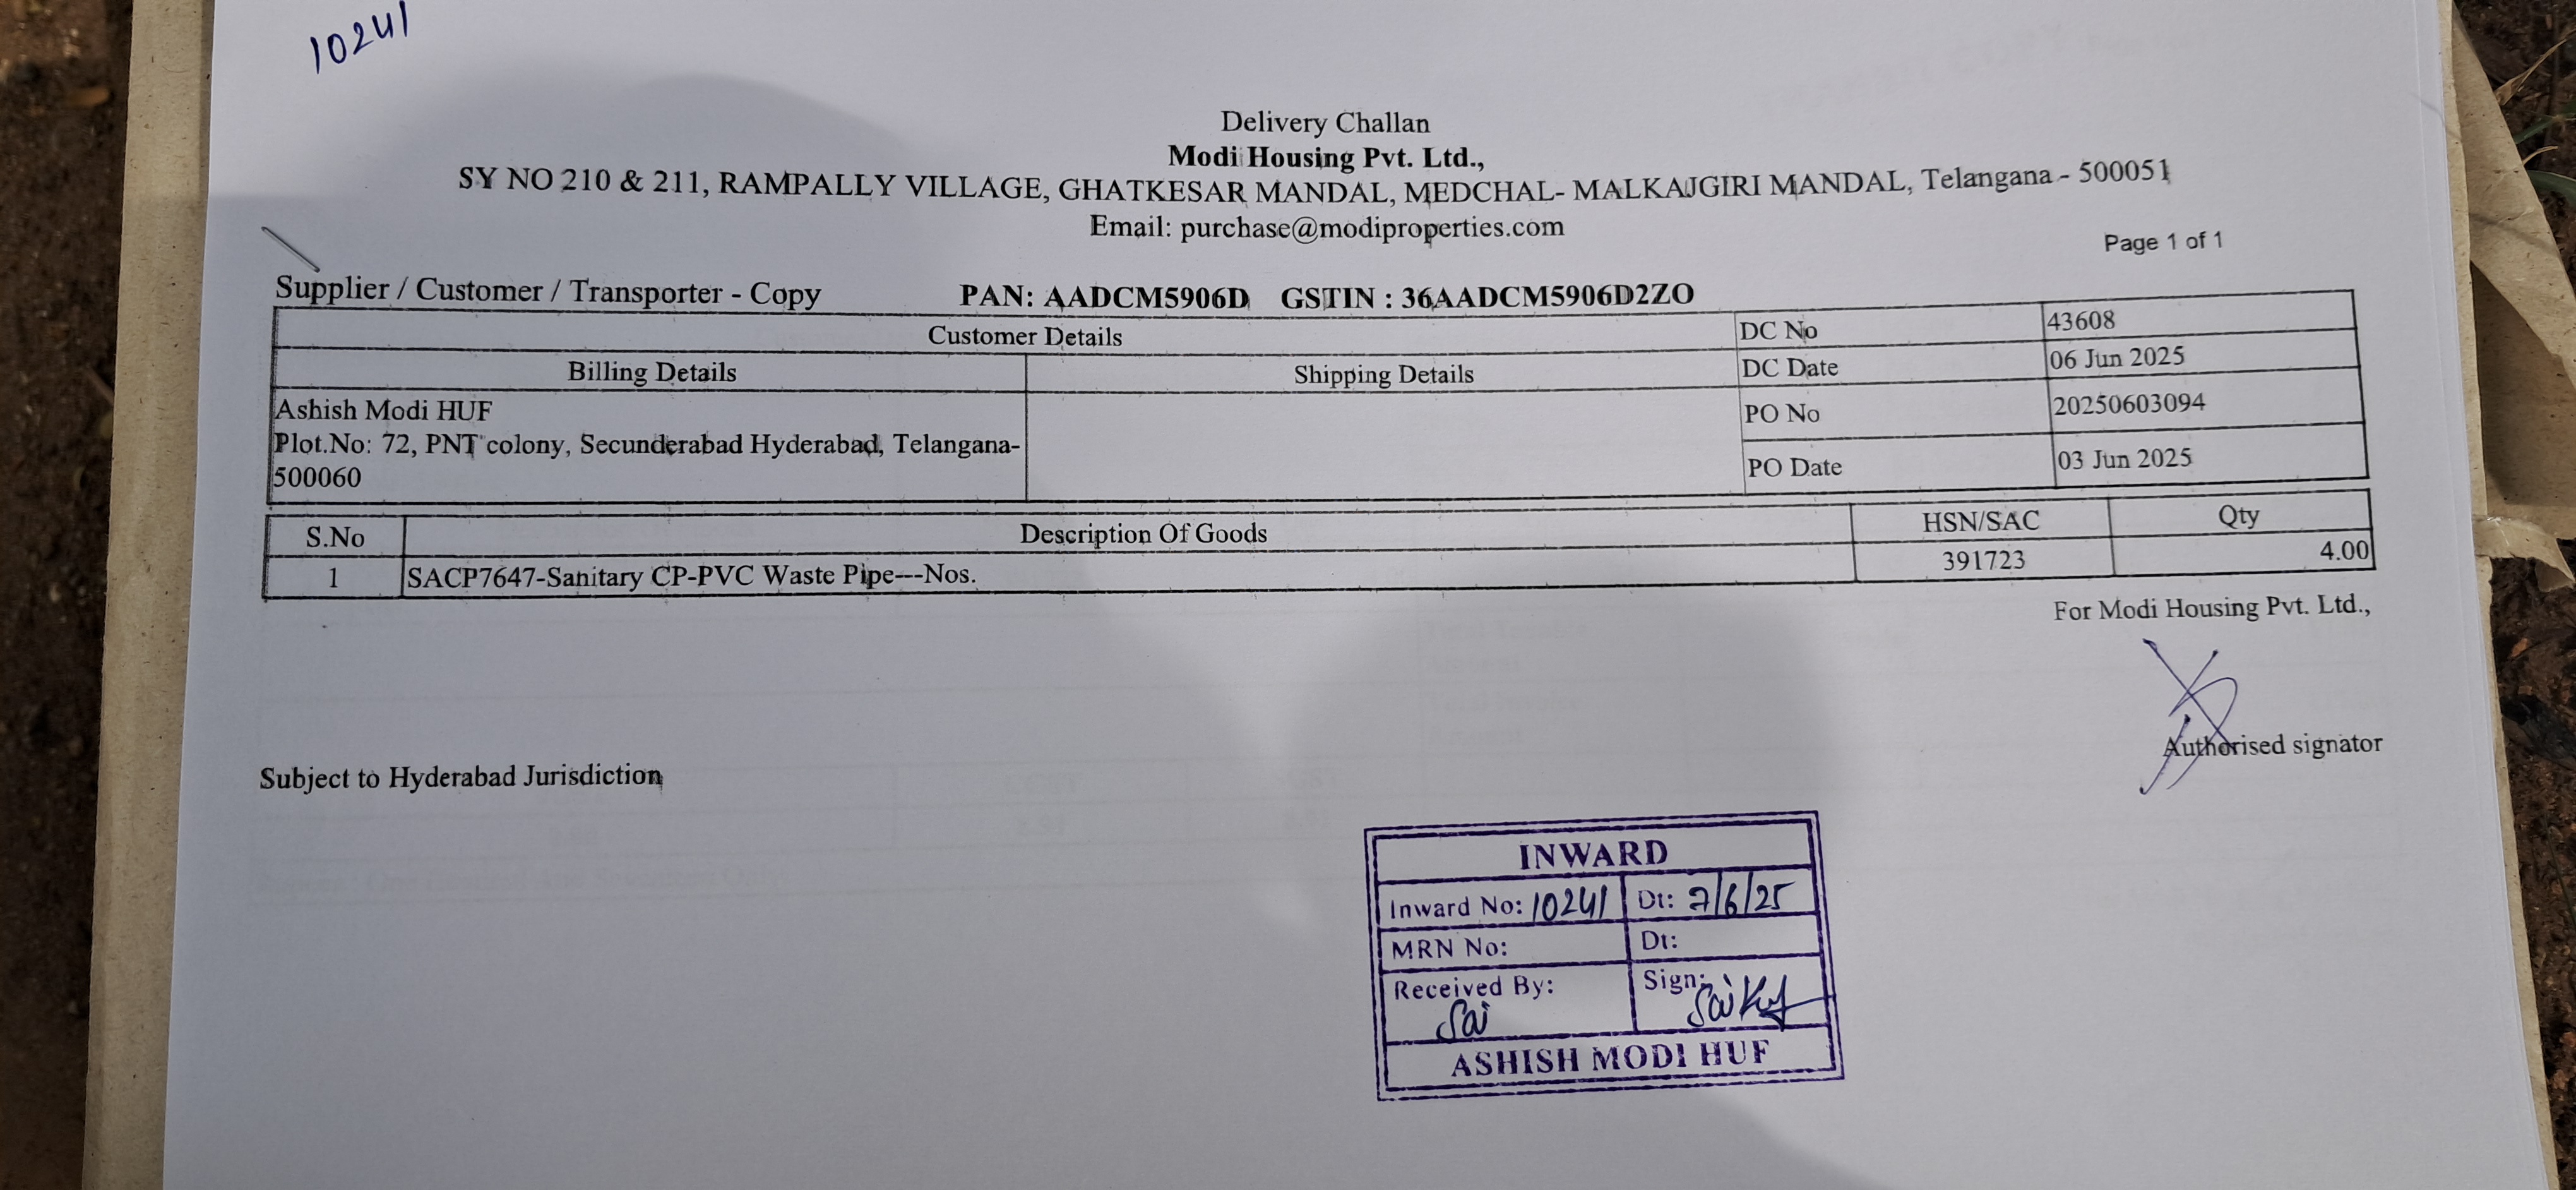 10241
Delivery Challan
Modi Housing Pvt. Ltd.,
SY NO 210 & 211, RAMPALLY VILLAGE, GHATKESAR MANDAL, MEDCHAL- MALKAJGIRI MANDAL, Telangana - 500051
Email: purchase@modiproperties.com
Page 1 of 1
Supplier / Customer / Transporter - Copy PAN: AADCM5906D GSTIN : 36AADCM5906D2ZO
Customer Details DC No 43608
Billing Details Shipping Details DC Date 06 Jun 2025
Ashish Modi HUF
Plot.No: 72, PNT colony, Secunderabad Hyderabad, Telangana-
500060
PO No 20250603094
PO Date 03 Jun 2025
S.No Description Of Goods HSN/SAC Qty
1 SACP7647-Sanitary CP-PVC Waste Pipe---Nos. 391723 4.00
For Modi Housing Pvt. Ltd.,
Authorised signator
Subject to Hyderabad Jurisdiction
INWARD
Inward No: 10241 Dt: 7/6/25
MRN No: Dt:
Received By: Sign:
Sai
ASHISH MODI HUF